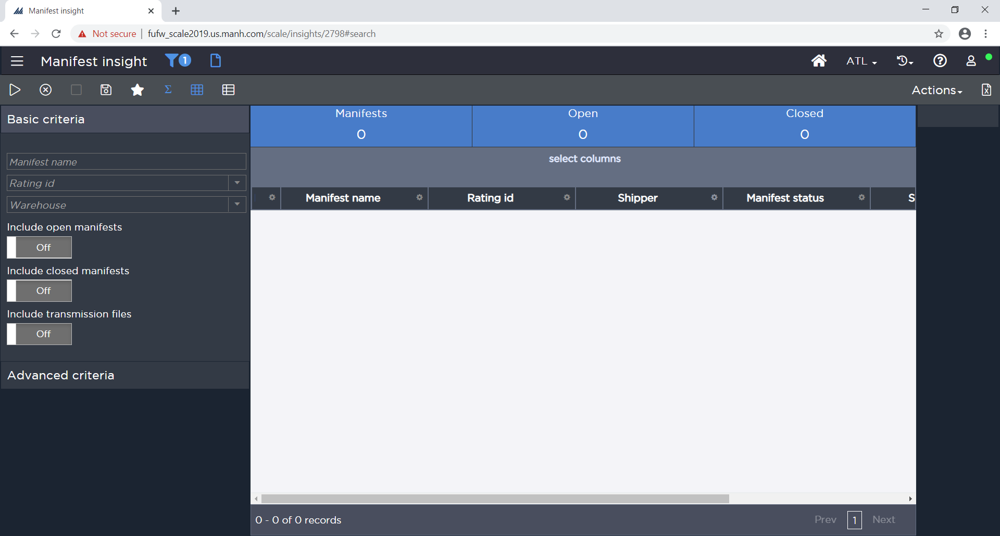 Manifest insight
Not secure
fufw_scale2019.us.manh.com/scale/insights/2798#search
Manifest insight
1
ATL
Σ
Actions
Basic criteria
Manifests
Open
Closed
0
0
0
select columns
Manifest name
Rating id
Warehouse
Manifest name
Rating id
Shipper
Manifest status
S
Include open manifests
Off
Include closed manifests
Off
Include transmission files
Off
Advanced criteria
0 - 0 of 0 records
Prev
1
Next